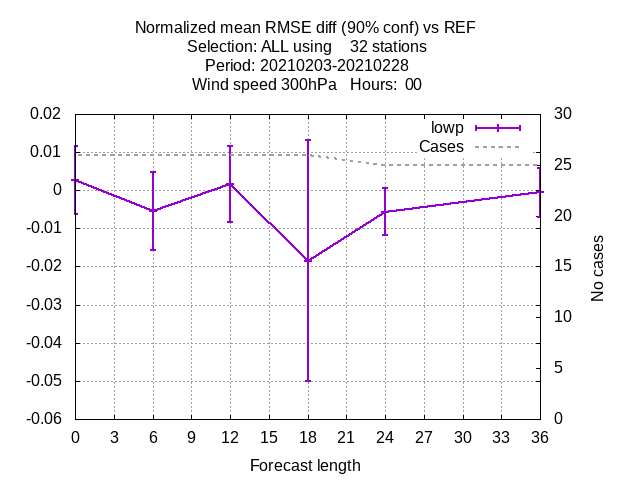 Normalized mean RMSE diff (90% conf) vs REF
Selection: ALL using    32 stations
Period: 20210203-20210228
Wind speed 300hPa   Hours:  00
lowp
Cases
0.02
0.01
0
-0.01
-0.02
-0.03
-0.04
-0.05
-0.06
30
25
20
15
10
5
0
No cases
0 3 6 9 12 15 18 21 24 27 30 33 36
Forecast length